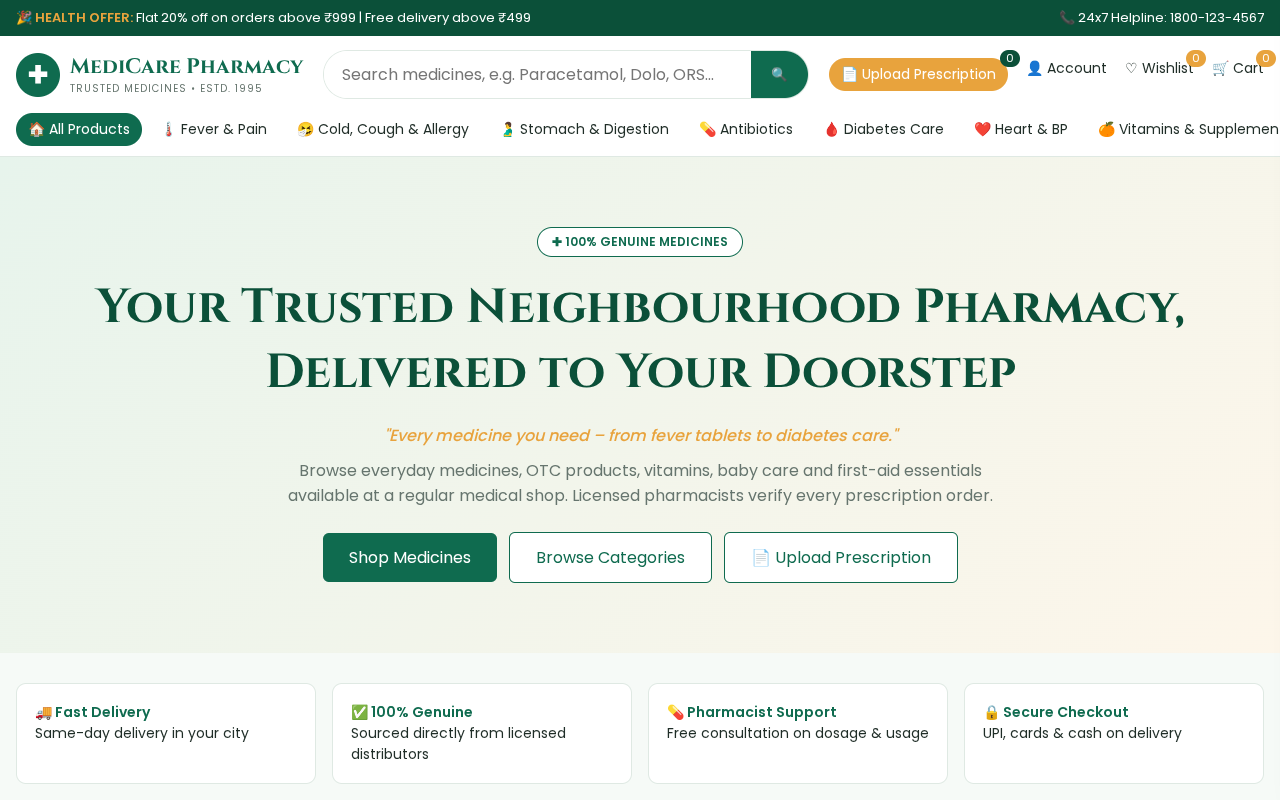 🎉 HEALTH OFFER: Flat 20% off on orders above ₹999 | Free delivery above ₹499
📞 24x7 Helpline: 1800-123-4567
MediCare Pharmacy
TRUSTED MEDICINES • ESTD. 1995
Search medicines, e.g. Paracetamol, Dolo, ORS...
🔍
📄 Upload Prescription 0
👤 Account
♡ Wishlist 0
🛒 Cart 0
🏠 All Products
🌡️ Fever & Pain
🤧 Cold, Cough & Allergy
🫃 Stomach & Digestion
💊 Antibiotics
🩸 Diabetes Care
❤️ Heart & BP
🍊 Vitamins & Supplemen
✚ 100% GENUINE MEDICINES
Your Trusted Neighbourhood Pharmacy,
Delivered to Your Doorstep
"Every medicine you need – from fever tablets to diabetes care."
Browse everyday medicines, OTC products, vitamins, baby care and first-aid essentials
available at a regular medical shop. Licensed pharmacists verify every prescription order.
Shop Medicines
Browse Categories
📄 Upload Prescription
🚚 Fast Delivery
Same-day delivery in your city
✅ 100% Genuine
Sourced directly from licensed
distributors
💊 Pharmacist Support
Free consultation on dosage & usage
🔒 Secure Checkout
UPI, cards & cash on delivery